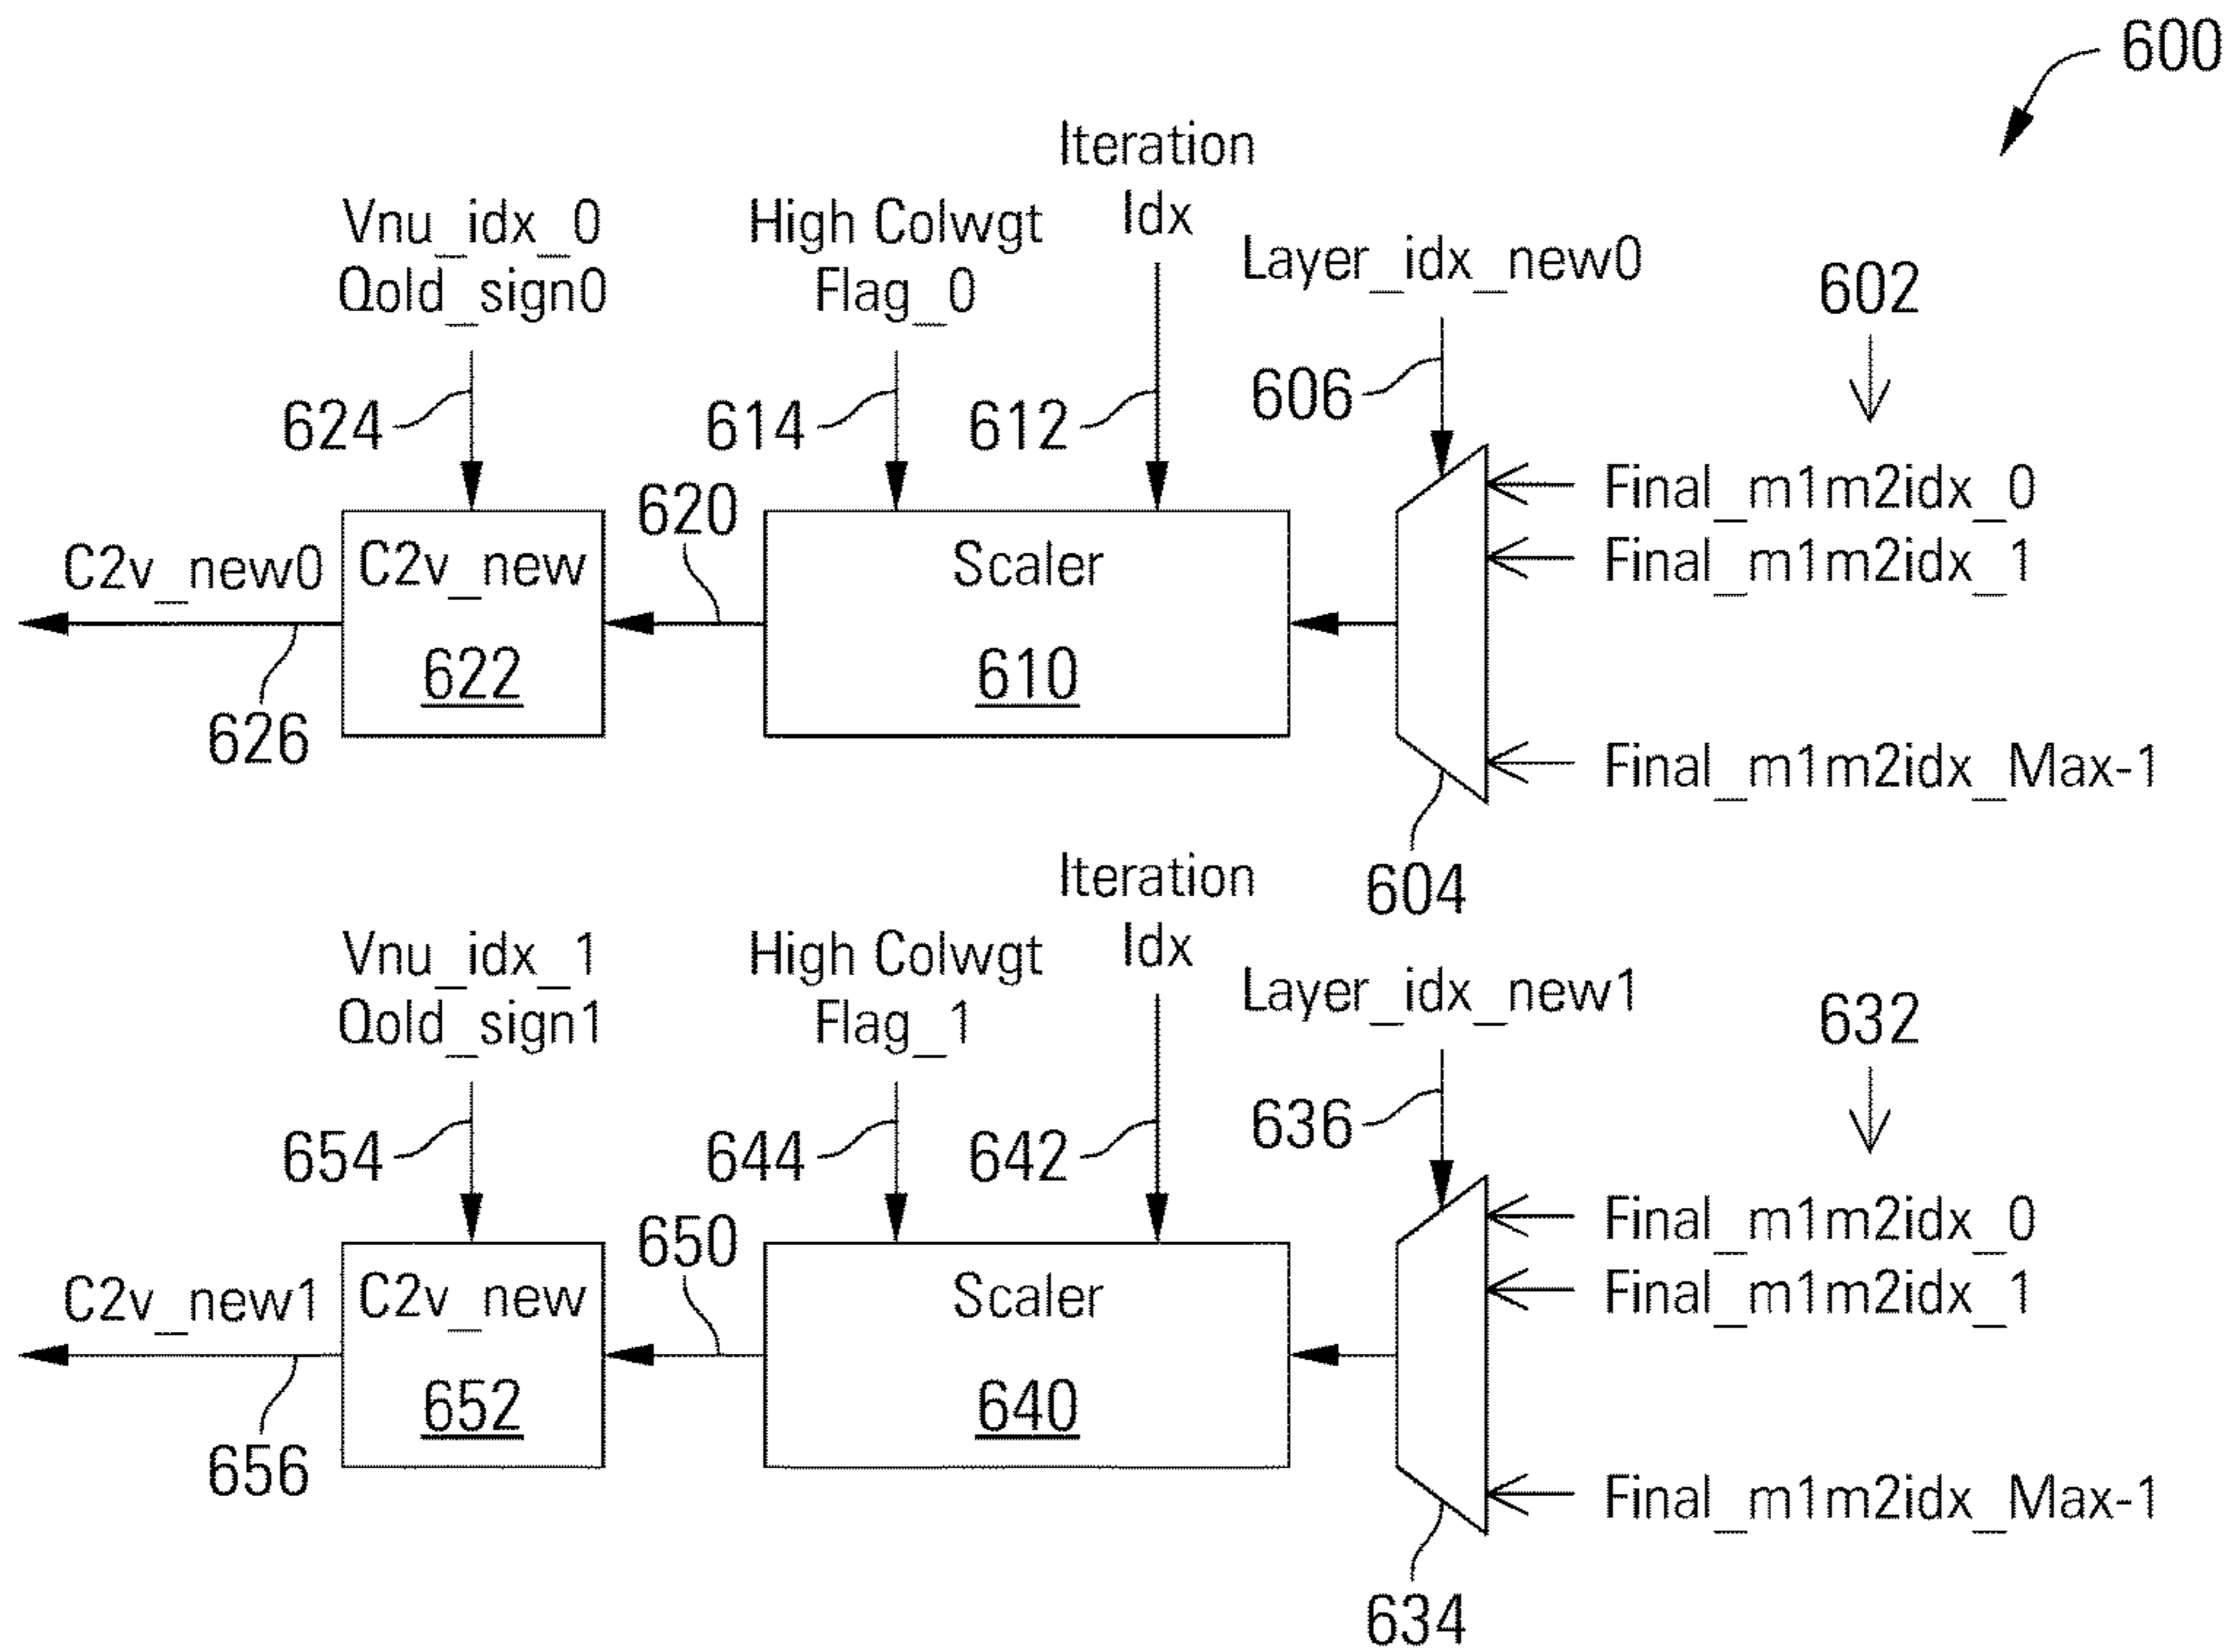 600
Iteration
Idx
Vnu_idx_0
Qold_sign0
High Colwgt
Flag_0
Layer_idx_new0
602
624
614
612
606
Final_m1m2idx_0
620
C2v_new0
C2v_new
Scaler
Final_m1m2idx_1
622
610
626
Final_m1m2idx_Max-1
604
Iteration
Idx
Vnu_idx_1
Qold_sign1
High Colwgt
Flag_1
Layer_idx_new1
632
654
644
642
636
Final_m1m2idx_0
650
C2v_new1
C2v_new
Scaler
Final_m1m2idx_1
652
640
656
Final_m1m2idx_Max-1
634